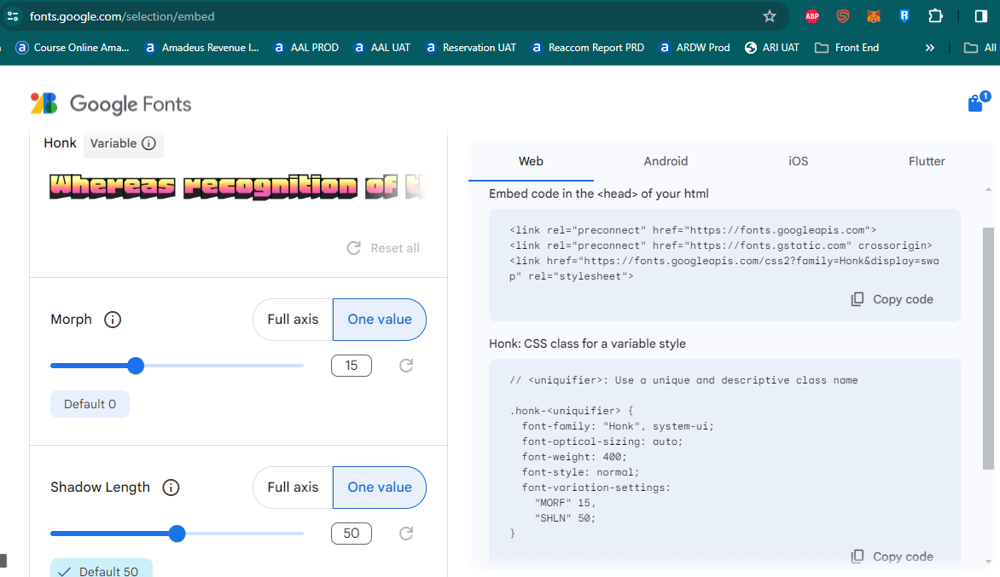 fonts.google.com/selection/embed
ABP
Course Online Ama...
Amadeus Revenue I...
AAL PROD
AAL UAT
Reservation UAT
Reaccom Report PRD
ARDW Prod
ARI UAT
Front End
»
All
Google Fonts
1
Honk Variable
Whereas recognition of
Reset all
Morph
Full axis
One value
15
Default 0
Shadow Length
Full axis
One value
50
Default 50
Web
Android
iOS
Flutter
Embed code in the <head> of your html
<link rel="preconnect" href="https://fonts.googleapis.com">
<link rel="preconnect" href="https://fonts.gstatic.com" crossorigin>
<link href="https://fonts.googleapis.com/css2?family=Honk&display=swa
p" rel="stylesheet">
Copy code
Honk: CSS class for a variable style
// <uniquifier>: Use a unique and descriptive class name
.honk-<uniquifier> {
font-family: "Honk", system-ui;
font-optical-sizing: auto;
font-weight: 400;
font-style: normal;
font-variation-settings:
"MORF" 15,
"SHLN" 50;
}
Copy code